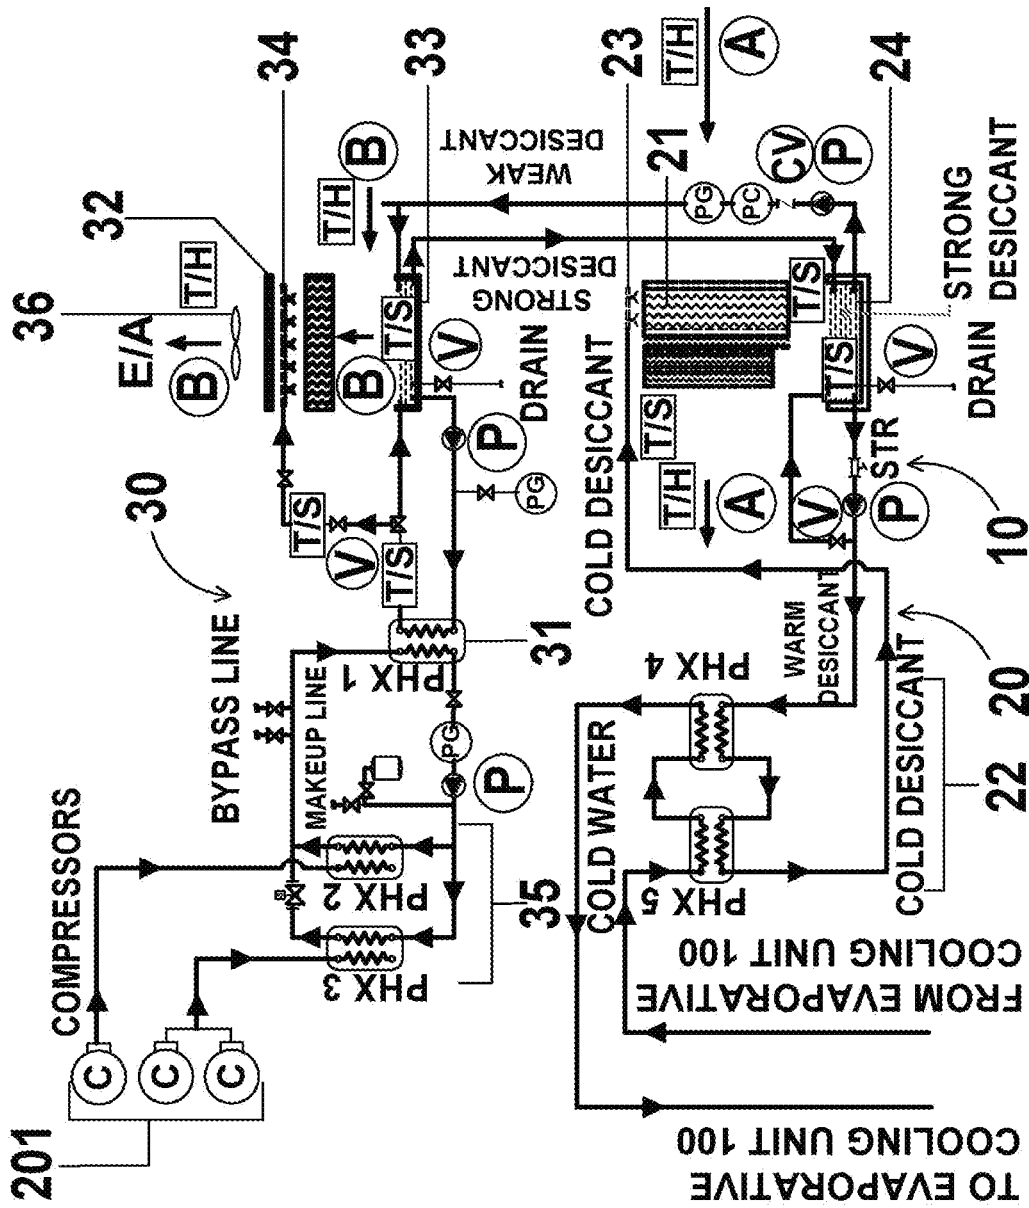 201
COMPRESSORS
C
C
C
36
32
34
33
E/A
B
T/H
30
BYPASS LINE
MAKEUP LINE
T/S
V
T/S
B
T/S
V
T/H
B
PHX 1
PHX 2
PHX 3
PG
P
P
PG
DRAIN
31
35
STRONG
DESICCANT
WEAK
DESICCANT
23
21
24
T/H
A
COLD DESICCANT
T/S
T/H
A
COLD WATER
PHX 4
PHX 5
WARM
DESICCANT
COLD DESICCANT
22
20
10
V
P
STR
T/S
T/S
V
DRAIN
PG
PC
CV
P
STRONG
DESICCANT
FROM EVAPORATIVE
COOLING UNIT 100
TO EVAPORATIVE
COOLING UNIT 100